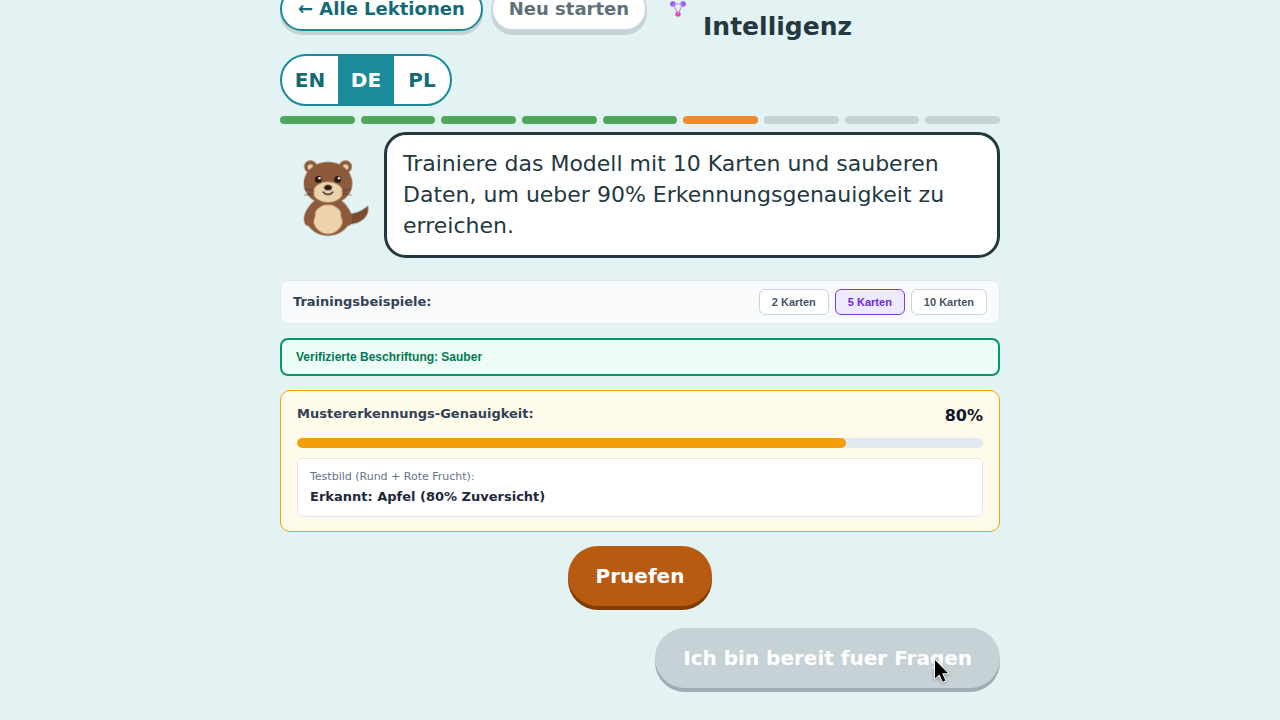 ← Alle Lektionen
Neu starten
Intelligenz
EN DE PL
Trainiere das Modell mit 10 Karten und sauberen
Daten, um ueber 90% Erkennungsgenauigkeit zu
erreichen.
Trainingsbeispiele:
2 Karten
5 Karten
10 Karten
Verifizierte Beschriftung: Sauber
Mustererkennungs-Genauigkeit:
80%
Testbild (Rund + Rote Frucht):
Erkannt: Apfel (80% Zuversicht)
Pruefen
Ich bin bereit fuer Fragen